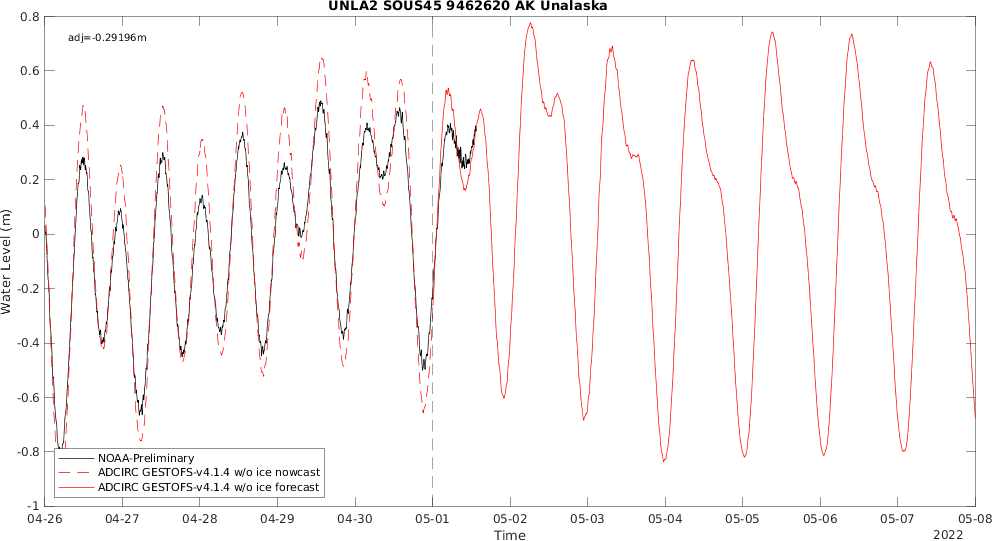 UNLA2 SOUS45 9462620 AK Unalaska
adj=-0.29196m
Water Level (m)
0.8
0.6
0.4
0.2
0
-0.2
-0.4
-0.6
-0.8
-1
NOAA-Preliminary
ADCIRC GESTOFS-v4.1.4 w/o ice nowcast
ADCIRC GESTOFS-v4.1.4 w/o ice forecast
04-26 04-27 04-28 04-29 04-30 05-01 05-02 05-03 05-04 05-05 05-06 05-07 05-08
Time
2022